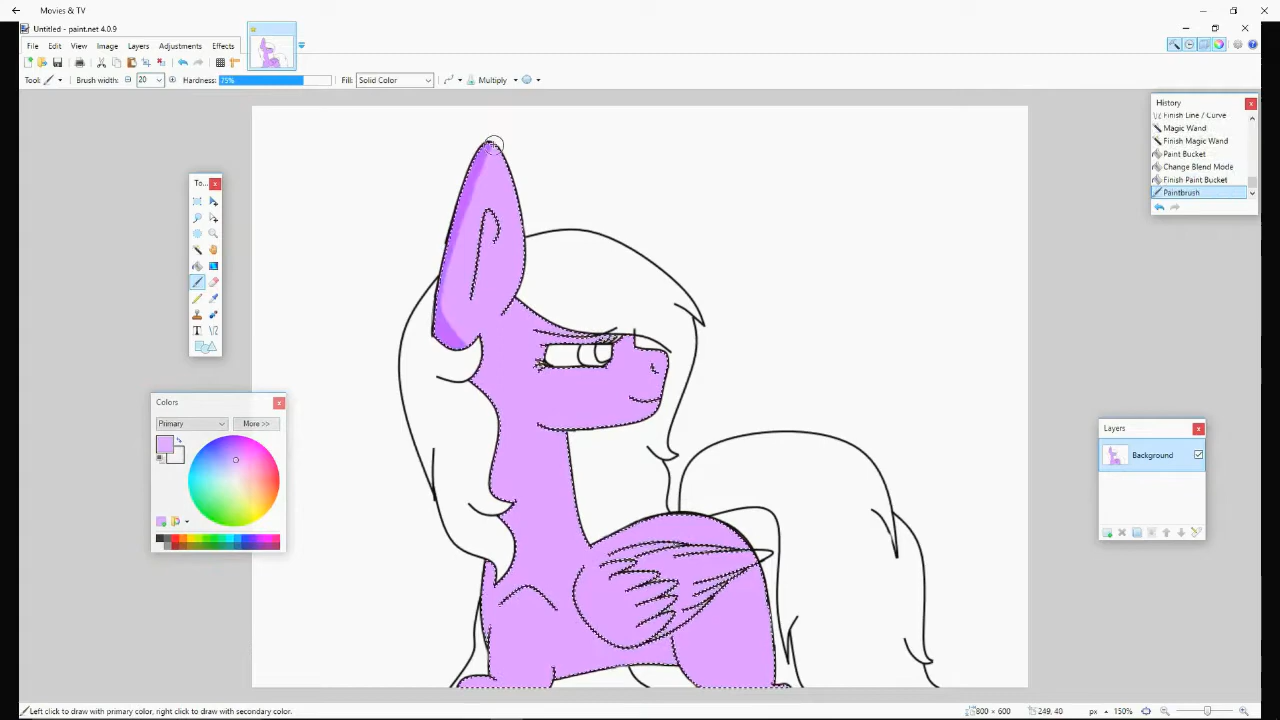 Movies & TV
Untitled - paint.net 4.0.9
File Edit View Image Layers Adjustments Effects
Tool: Brush width: 20 Hardness: 75% Fill: Solid Color Multiply
History
Finish Line / Curve
Magic Wand
Finish Magic Wand
Paint Bucket
Change Blend Mode
Finish Paint Bucket
Paintbrush
To...
T
Colors
Primary More >>
Layers
Background
Left click to draw with primary color, right click to draw with secondary color. 800 × 600 249, 40 px 150%